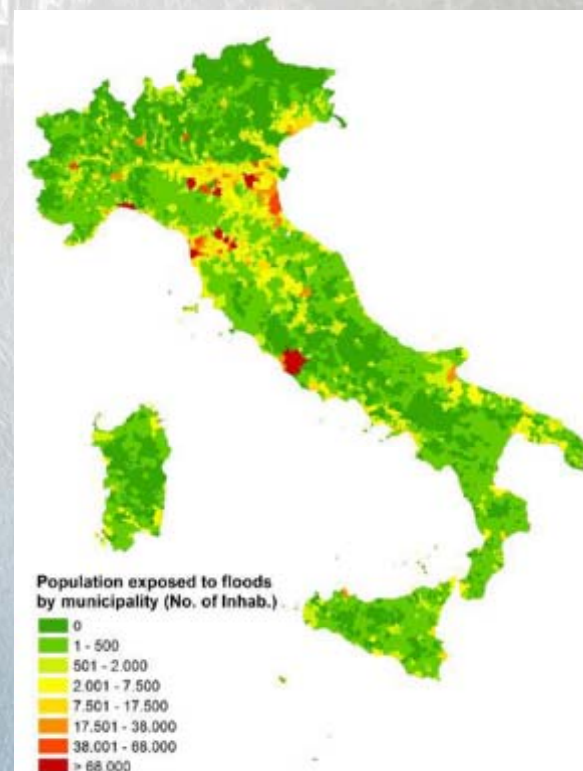 Population exposed to floods
by municipality (No. of Inhab.)
0
1 - 500
501 - 2.000
2.001 - 7.500
7.501 - 17.500
17.501 - 38.000
38.001 - 68.000
> 68.000